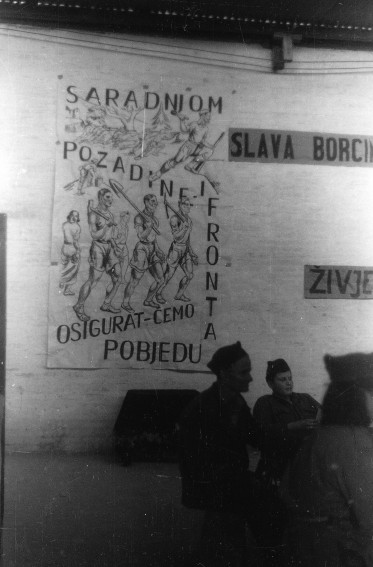 SARADNJOM
POZADINE I
FRONTA
OSIGURAT-ĆEMO
POBJEDU
SLAVA BORCI
ŽIVJE